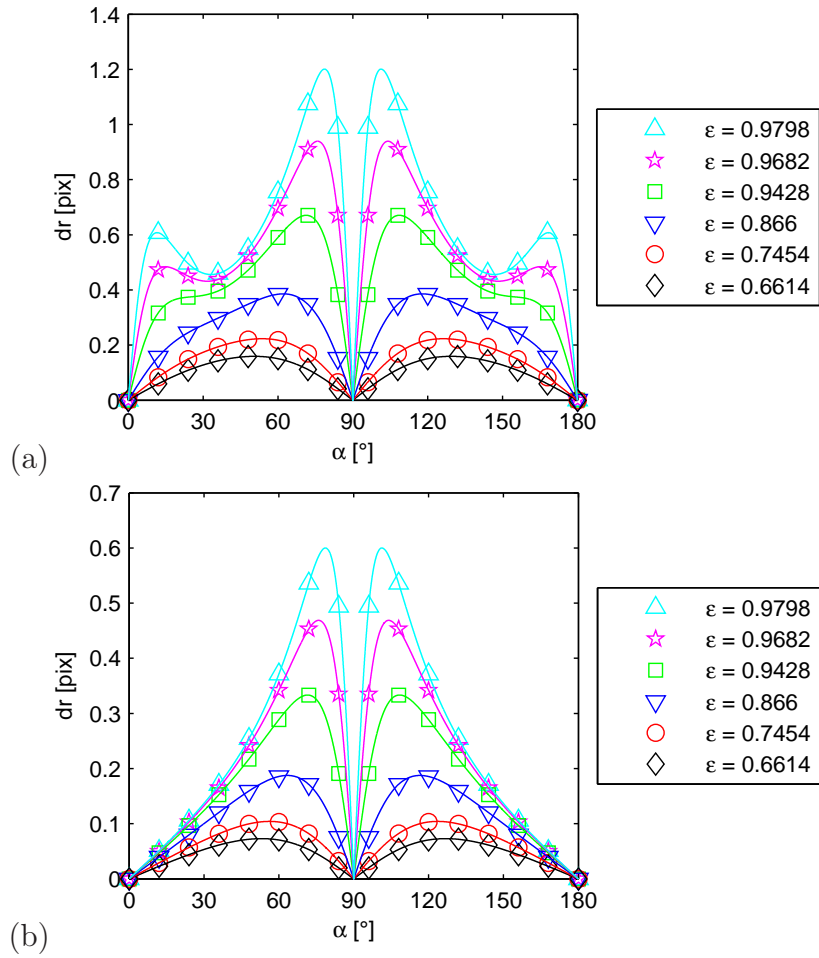 1.4
1.2
1
0.8
0.6
0.4
0.2
0
dr [pix]
0 30 60 90 120 150 180
α [°]
ε = 0.9798
ε = 0.9682
ε = 0.9428
ε = 0.866
ε = 0.7454
ε = 0.6614
(a)
0.7
0.6
0.5
0.4
0.3
0.2
0.1
0
dr [pix]
0 30 60 90 120 150 180
α [°]
ε = 0.9798
ε = 0.9682
ε = 0.9428
ε = 0.866
ε = 0.7454
ε = 0.6614
(b)